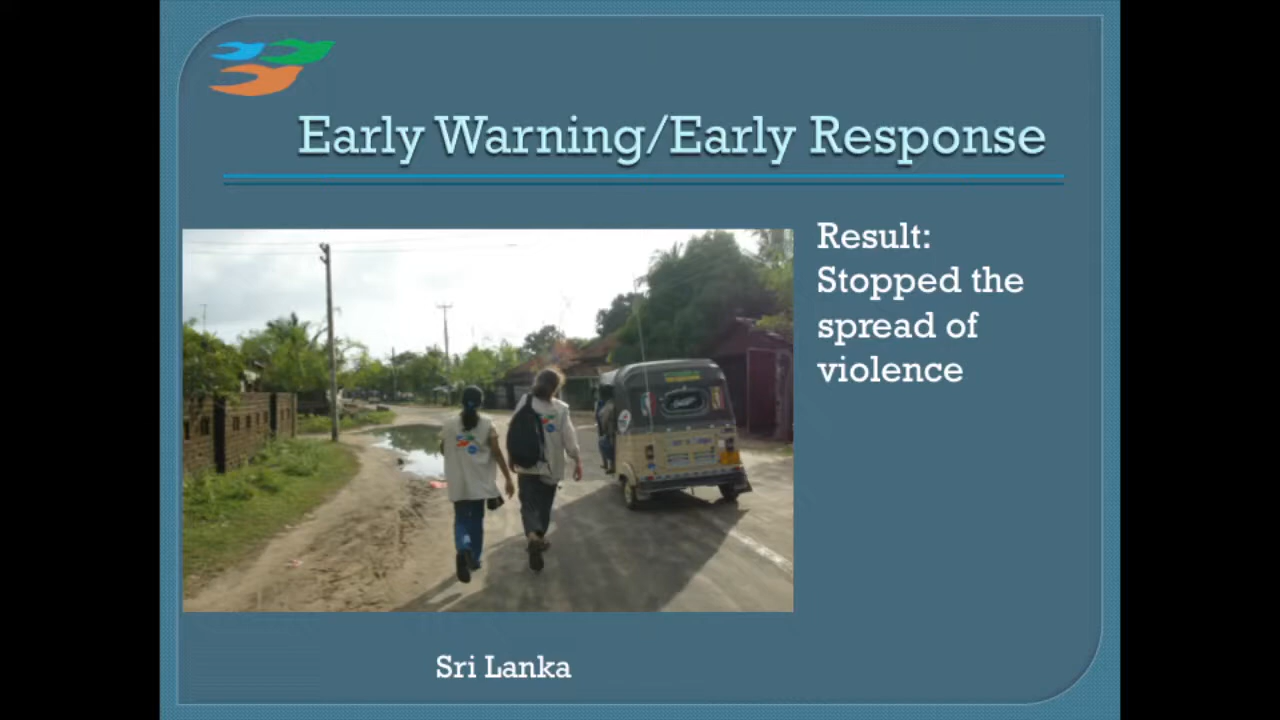 Early Warning/Early Response
Result:
Stopped the
spread of
violence
Sri Lanka